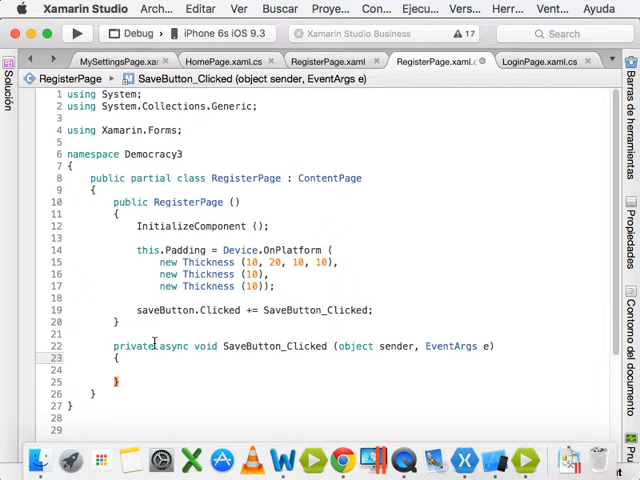 Xamarin Studio Archi... Editar Ver Buscar Proye... Con... Ejecu... Vers... Herr... Ven... Ayuda
Debug iPhone 6s iOS 9.3 Xamarin Studio Business 17 Search
MySettingsPage.xar HomePage.xaml.cs RegisterPage.xaml RegisterPage.xaml.c LoginPage.xaml.cs
RegisterPage SaveButton_Clicked (object sender, EventArgs e)
Solución
Barras de herramientas
Propiedades
Contorno del documento
1 using System;
2 using System.Collections.Generic;
3
4 using Xamarin.Forms;
5
6 namespace Democracy3
7 {
8 public partial class RegisterPage : ContentPage
9 {
10 public RegisterPage ()
11 {
12 InitializeComponent ();
13
14 this.Padding = Device.OnPlatform (
15 new Thickness (10, 20, 10, 10),
16 new Thickness (10),
17 new Thickness (10));
18
19 saveButton.Clicked += SaveButton_Clicked;
20 }
21
22 private async void SaveButton_Clicked (object sender, EventArgs e)
23 {
24
25 }
26 }
27 }
28
29